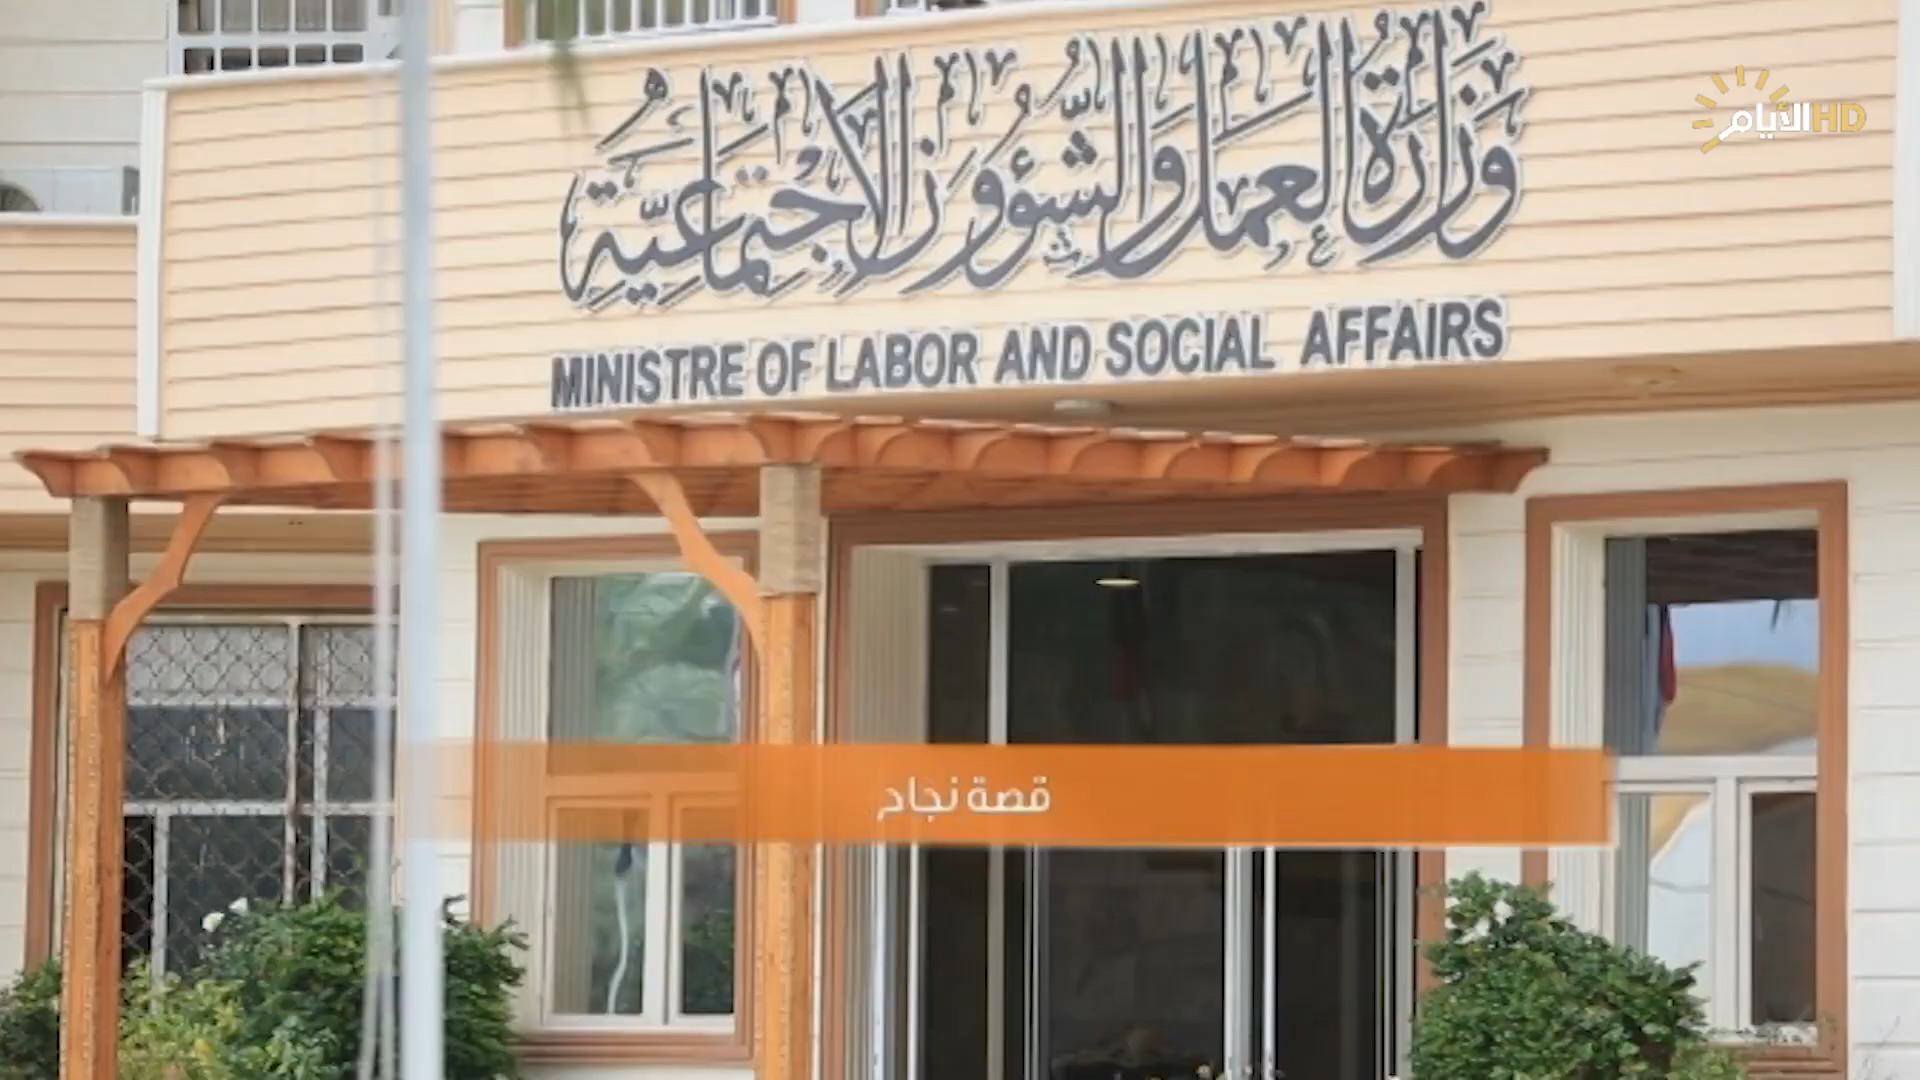 وزارة العمل والشؤون الاجتماعية
MINISTRE OF LABOR AND SOCIAL AFFAIRS
الأيام HD
قصة نجاح